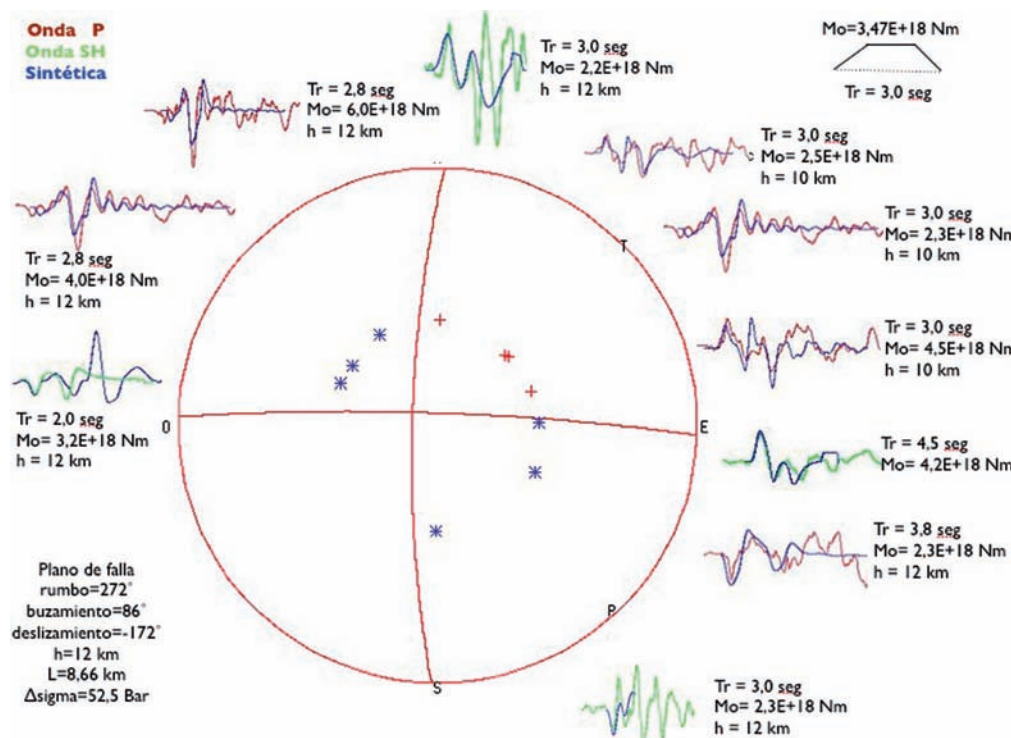 Onda P
Onda SH
Sintética
Tr = 2,8 seg
Mo= 6,0E+18 Nm
h = 12 km
Tr = 3,0 seg
Mo= 2,2E+18 Nm
h = 12 km
Mo=3,47E+18 Nm
Tr = 3,0 seg
Tr = 3,0 seg
Mo= 2,5E+18 Nm
h = 10 km
Tr = 2,8 seg
Mo= 4,0E+18 Nm
h = 12 km
Tr = 3,0 seg
Mo= 2,3E+18 Nm
h = 10 km
T
Tr = 3,0 seg
Mo= 4,5E+18 Nm
h = 10 km
Tr = 2,0 seg
Mo= 3,2E+18 Nm
h = 12 km
O
E
Tr = 4,5 seg
Mo= 4,2E+18 Nm
Tr = 3,8 seg
Mo= 2,3E+18 Nm
h = 12 km
P
Plano de falla
rumbo=272°
buzamiento=86°
deslizamiento=-172°
h=12 km
L=8,66 km
Δsigma=52,5 Bar
S
Tr = 3,0 seg
Mo= 2,3E+18 Nm
h = 12 km